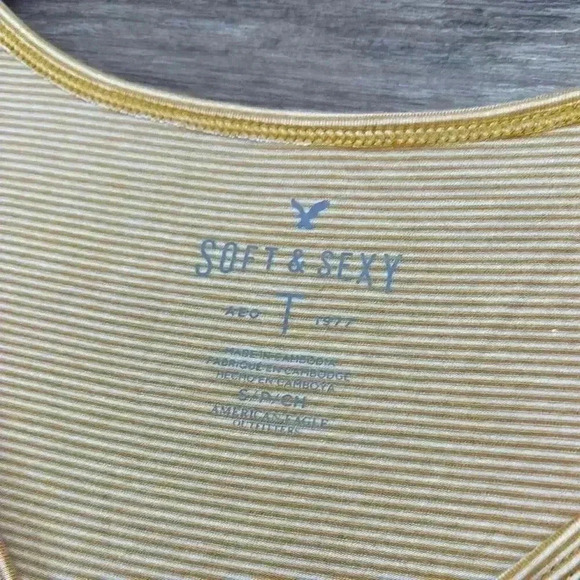 SOFT & SEXY
AEO T 1977
MADE IN CAMBODIA
FABRIQUÉ EN CAMBODGE
HECHO EN CAMBOYA
S/P/CH
AMERICAN EAGLE
OUTFITTERS